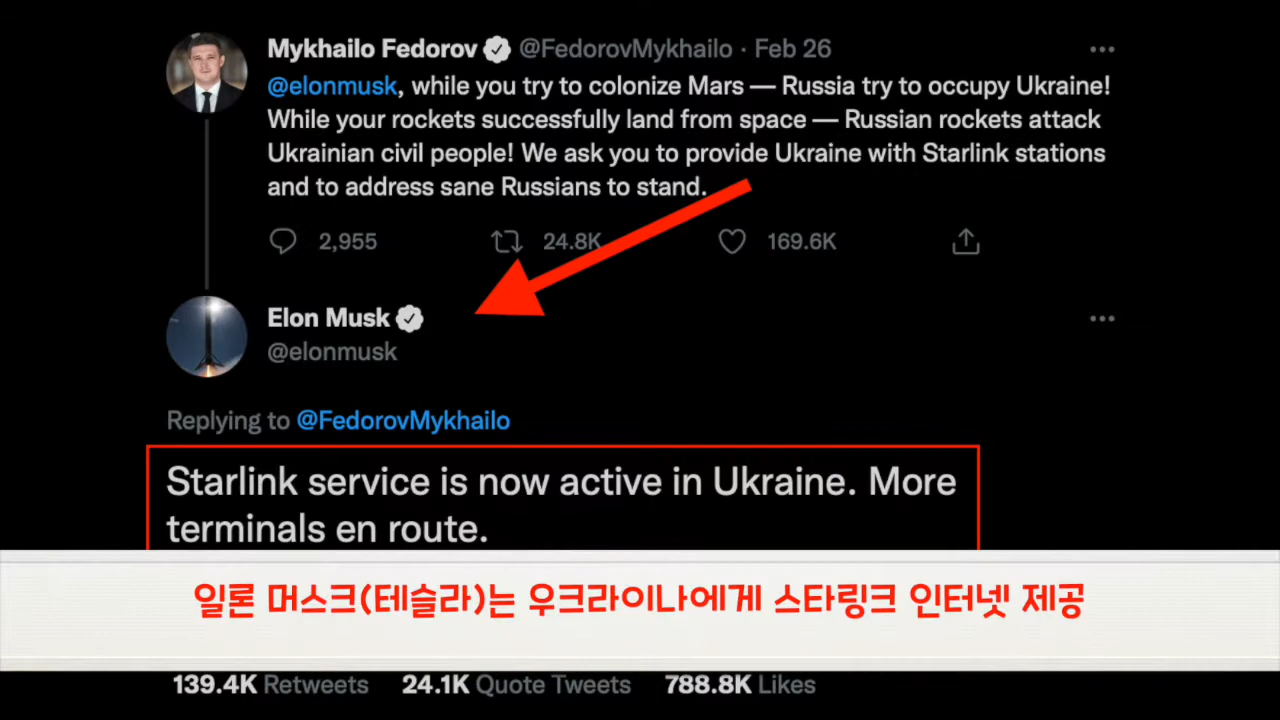 Mykhailo Fedorov @FedorovMykhailo · Feb 26
@elonmusk, while you try to colonize Mars — Russia try to occupy Ukraine!
While your rockets successfully land from space — Russian rockets attack
Ukrainian civil people! We ask you to provide Ukraine with Starlink stations
and to address sane Russians to stand.
2,955 24.8K 169.6K
Elon Musk
@elonmusk
Replying to @FedorovMykhailo
Starlink service is now active in Ukraine. More
terminals en route.
일론 머스크(테슬라)는 우크라이나에게 스타링크 인터넷 제공
139.4K Retweets 24.1K Quote Tweets 788.8K Likes